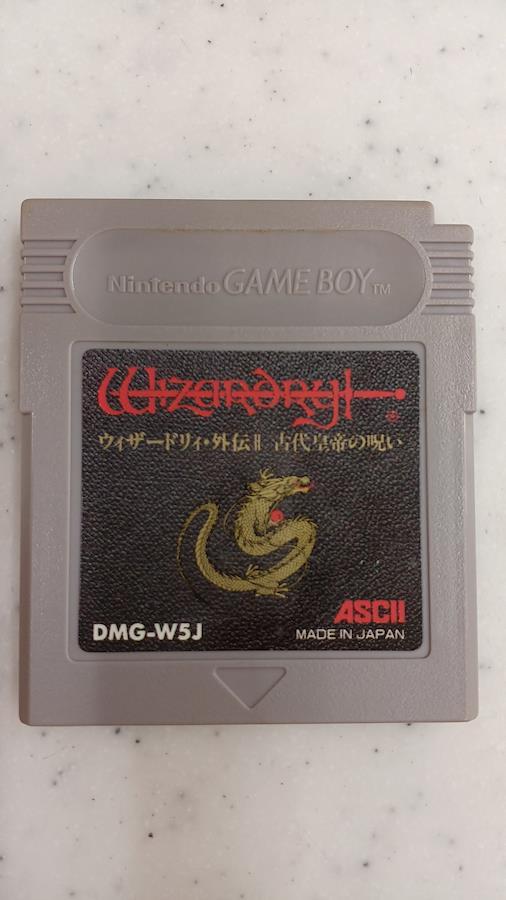 Nintendo GAME BOY TM
Wizardry ®
ウィザードリィ・外伝II 古代皇帝の呪い
ASCII
DMG-W5J
MADE IN JAPAN